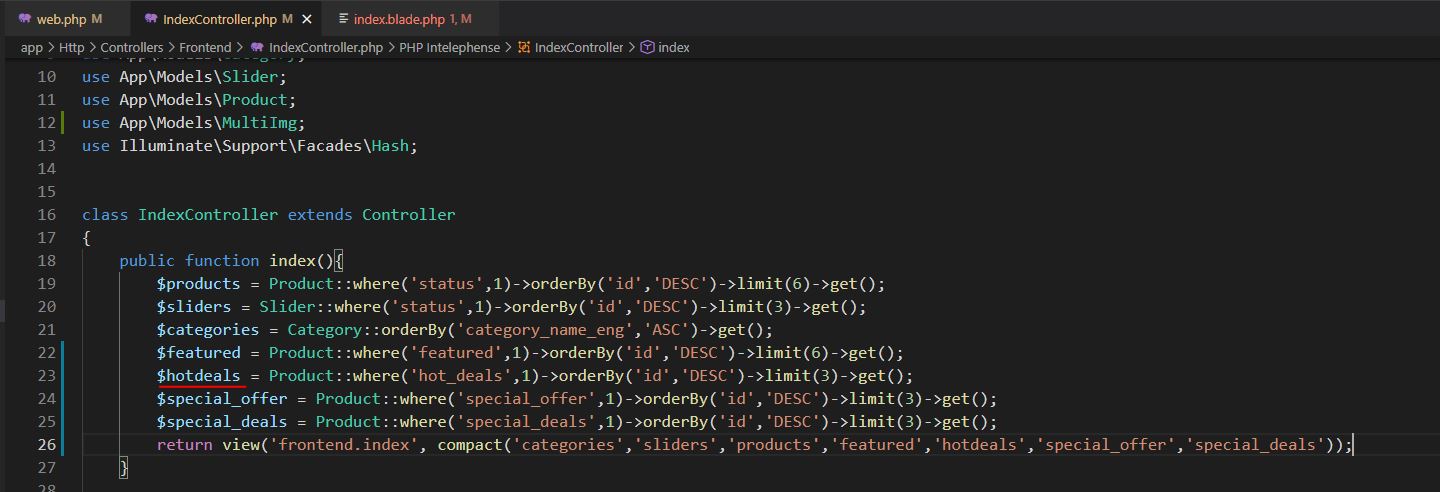 web.php M IndexController.php M × index.blade.php 1, M
app > Http > Controllers > Frontend > IndexController.php > PHP Intelephense > IndexController > index
10 use App\Models\Slider;
11 use App\Models\Product;
12 use App\Models\MultiImg;
13 use Illuminate\Support\Facades\Hash;
14
15
16 class IndexController extends Controller
17 {
18 public function index(){
19 $products = Product::where('status',1)->orderBy('id','DESC')->limit(6)->get();
20 $sliders = Slider::where('status',1)->orderBy('id','DESC')->limit(3)->get();
21 $categories = Category::orderBy('category_name_eng','ASC')->get();
22 $featured = Product::where('featured',1)->orderBy('id','DESC')->limit(6)->get();
23 $hotdeals = Product::where('hot_deals',1)->orderBy('id','DESC')->limit(3)->get();
24 $special_offer = Product::where('special_offer',1)->orderBy('id','DESC')->limit(3)->get();
25 $special_deals = Product::where('special_deals',1)->orderBy('id','DESC')->limit(3)->get();
26 return view('frontend.index', compact('categories','sliders','products','featured','hotdeals','special_offer','special_deals'));
27 }
28